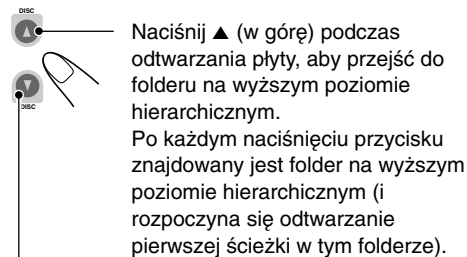 DISC
Naciśnij ▲ (w górę) podczas
odtwarzania płyty, aby przejść do
folderu na wyższym poziomie
hierarchicznym.
Po każdym naciśnięciu przycisku
znajdowany jest folder na wyższym
poziomie hierarchicznym (i
rozpoczyna się odtwarzanie
pierwszej ścieżki w tym folderze).
DISC